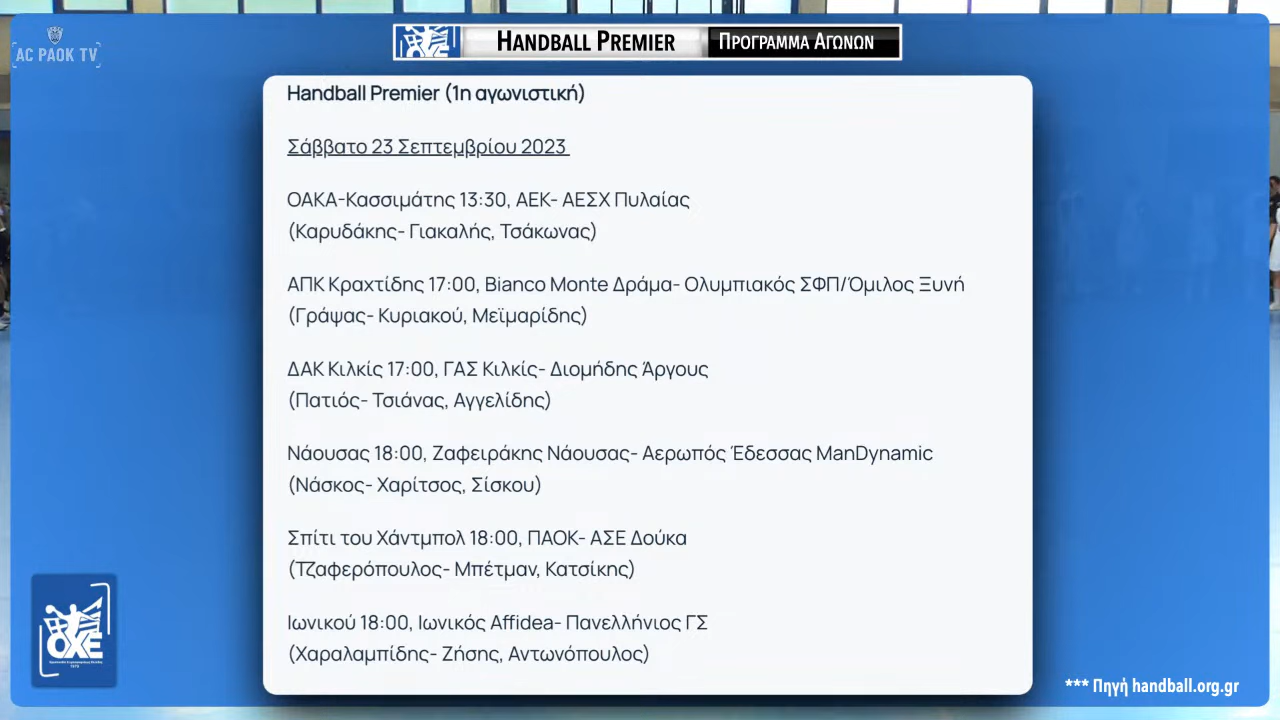 AC PAOK TV
ΟΧΕ HANDBALL PREMIER ΠΡΟΓΡΑΜΜΑ ΑΓΩΝΩΝ
Handball Premier (1η αγωνιστική)
Σάββατο 23 Σεπτεμβρίου 2023
ΟΑΚΑ-Κασσιμάτης 13:30, ΑΕΚ- ΑΕΣΧ Πυλαίας
(Καρυδάκης- Γιακαλής, Τσάκωνας)
ΑΠΚ Κραχτίδης 17:00, Bianco Monte Δράμα- Ολυμπιακός ΣΦΠ/Όμιλος Ξυνή
(Γράψας- Κυριακού, Μεϊμαρίδης)
ΔΑΚ Κιλκίς 17:00, ΓΑΣ Κιλκίς- Διομήδης Άργους
(Πατιός- Τσιάνας, Αγγελίδης)
Νάουσας 18:00, Ζαφειράκης Νάουσας- Αερωπός Έδεσσας ManDynamic
(Νάσκος- Χαρίτσος, Σίσκου)
Σπίτι του Χάντμπολ 18:00, ΠΑΟΚ- ΑΣΕ Δούκα
(Τζαφερόπουλος- Μπέτμαν, Κατσίκης)
Ιωνικού 18:00, Ιωνικός Affidea- Πανελλήνιος ΓΣ
(Χαραλαμπίδης- Ζήσης, Αντωνόπουλος)
ΟΧΕ
*** Πηγή handball.org.gr